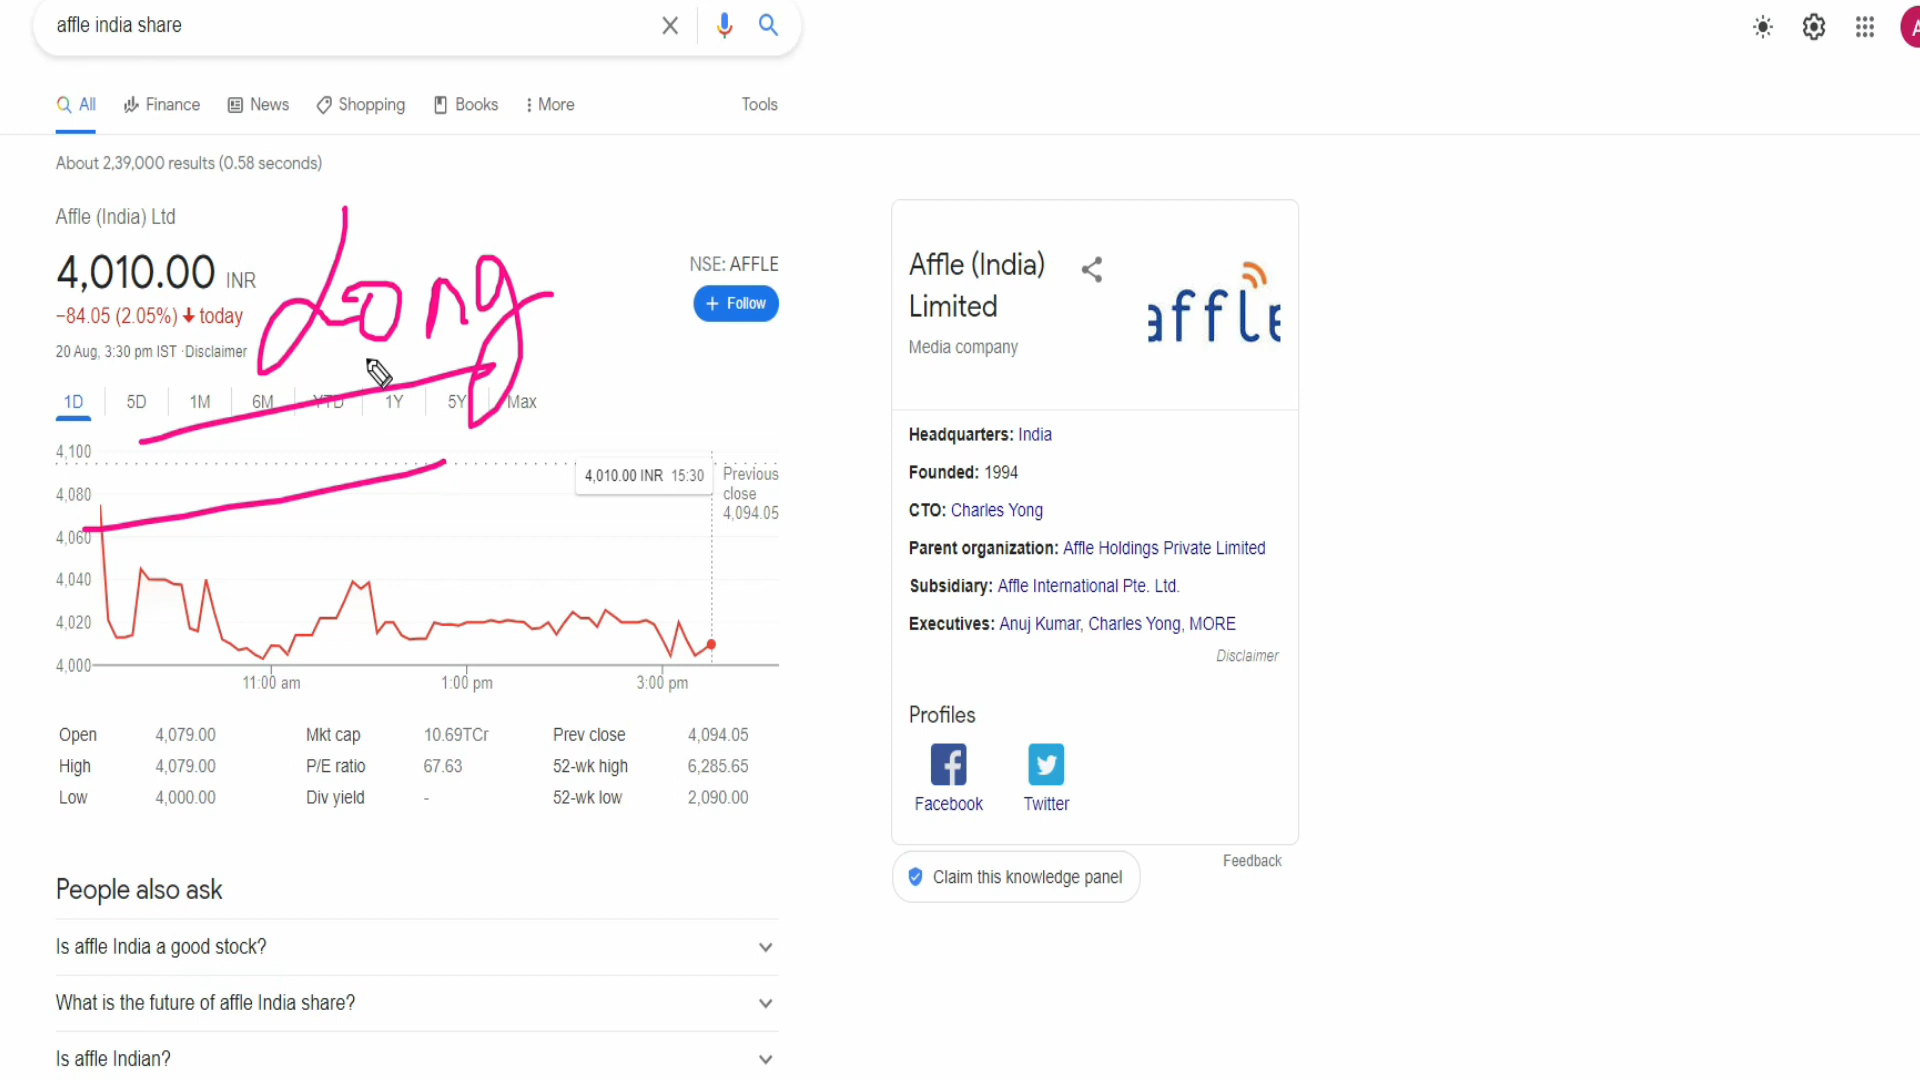 affle india share
All Finance News Shopping Books More Tools
About 2,39,000 results (0.58 seconds)
Affle (India) Ltd
4,010.00 INR
−84.05 (2.05%) today
20 Aug, 3:30 pm IST · Disclaimer
NSE: AFFLE
+ Follow
Long
1D 5D 1M 6M YTD 1Y 5Y Max
4,100
4,080
4,060
4,040
4,020
4,000
4,010.00 INR 15:30
Previous
close
4,094.05
11:00 am 1:00 pm 3:00 pm
Open 4,079.00 Mkt cap 10.69TCr Prev close 4,094.05
High 4,079.00 P/E ratio 67.63 52-wk high 6,285.65
Low 4,000.00 Div yield - 52-wk low 2,090.00
People also ask
Is affle India a good stock?
What is the future of affle India share?
Is affle Indian?
A
Affle (India)
Limited
Media company
affle
Headquarters: India
Founded: 1994
CTO: Charles Yong
Parent organization: Affle Holdings Private Limited
Subsidiary: Affle International Pte. Ltd.
Executives: Anuj Kumar, Charles Yong, MORE
Disclaimer
Profiles
Facebook Twitter
Feedback
Claim this knowledge panel